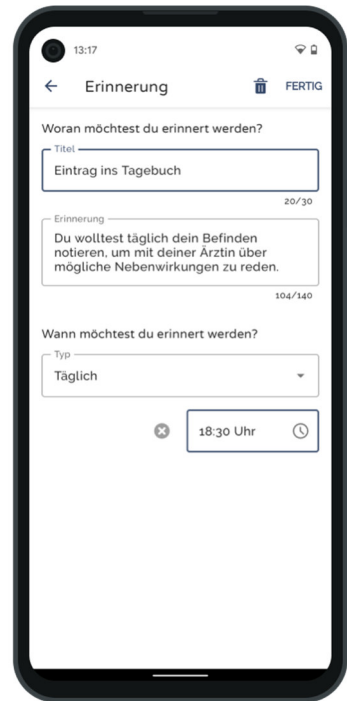 13:17
Erinnerung
FERTIG
Woran möchtest du erinnert werden?
Titel
Eintrag ins Tagebuch
20/30
Erinnerung
Du wolltest täglich dein Befinden
notieren, um mit deiner Ärztin über
mögliche Nebenwirkungen zu reden.
104/140
Wann möchtest du erinnert werden?
Typ
Täglich
18:30 Uhr